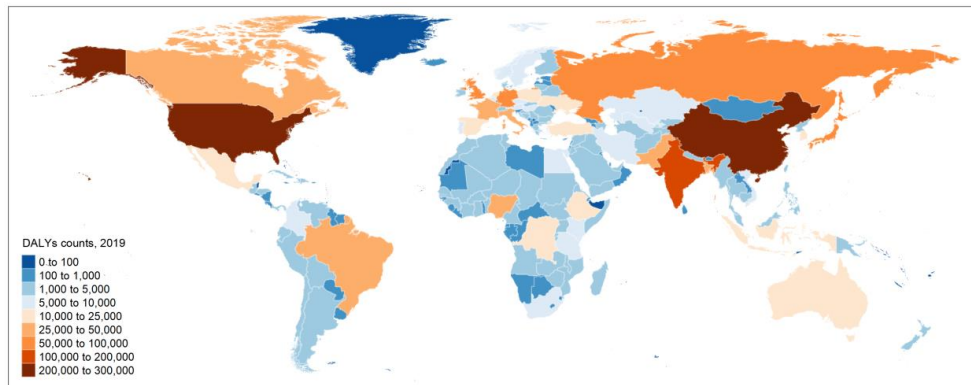 DALYs counts, 2019
0 to 100
100 to 1,000
1,000 to 5,000
5,000 to 10,000
10,000 to 25,000
25,000 to 50,000
50,000 to 100,000
100,000 to 200,000
200,000 to 300,000